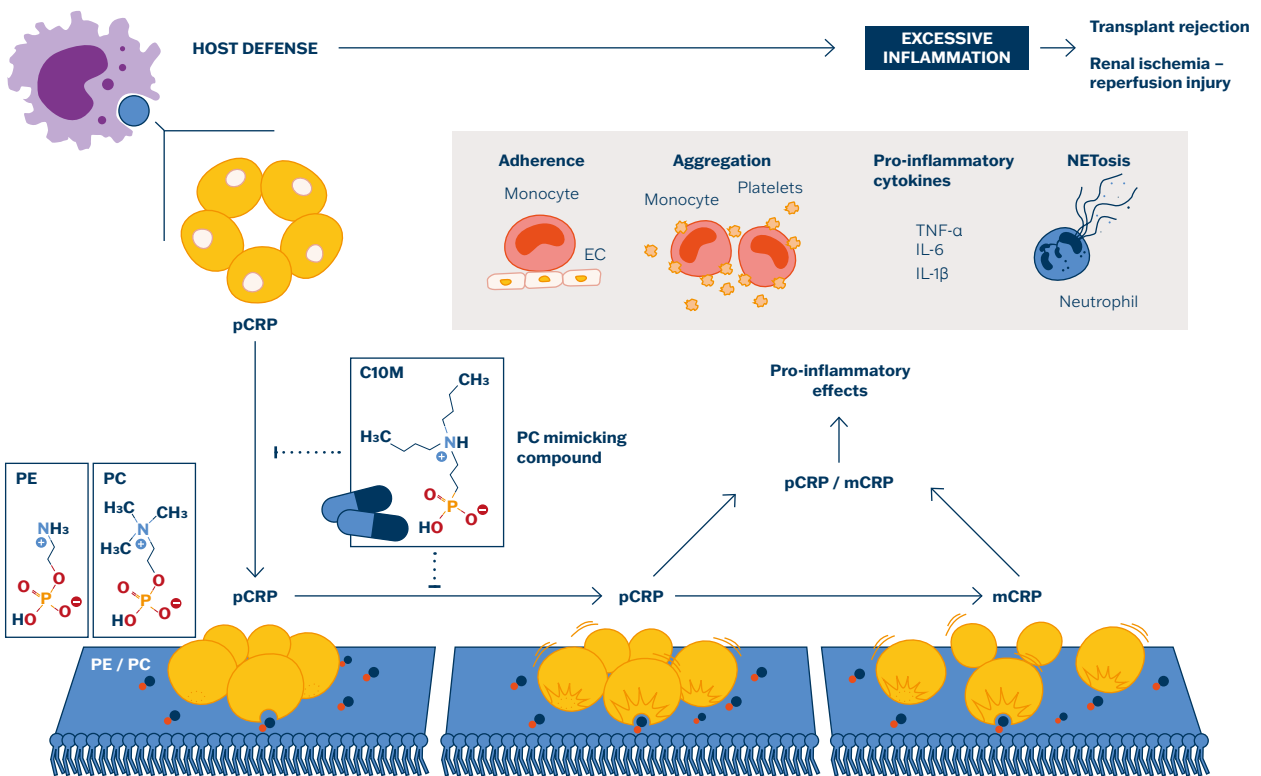 HOST DEFENSE
EXCESSIVE
INFLAMMATION
Transplant rejection
Renal ischemia –
reperfusion injury
Adherence
Monocyte
EC
Aggregation
Monocyte
Platelets
Pro-inflammatory
cytokines
TNF-α
IL-6
IL-1β
NETosis
Neutrophil
pCRP
C10M
CH₃
H₃C
NH
+
P
O
O
−
HO
PC mimicking
compound
Pro-inflammatory
effects
pCRP / mCRP
PE
NH₃
+
O
O
P
O
−
HO
PC
H₃C
CH₃
N
H₃C
+
O
O
P
O
−
HO
pCRP
pCRP
mCRP
PE / PC